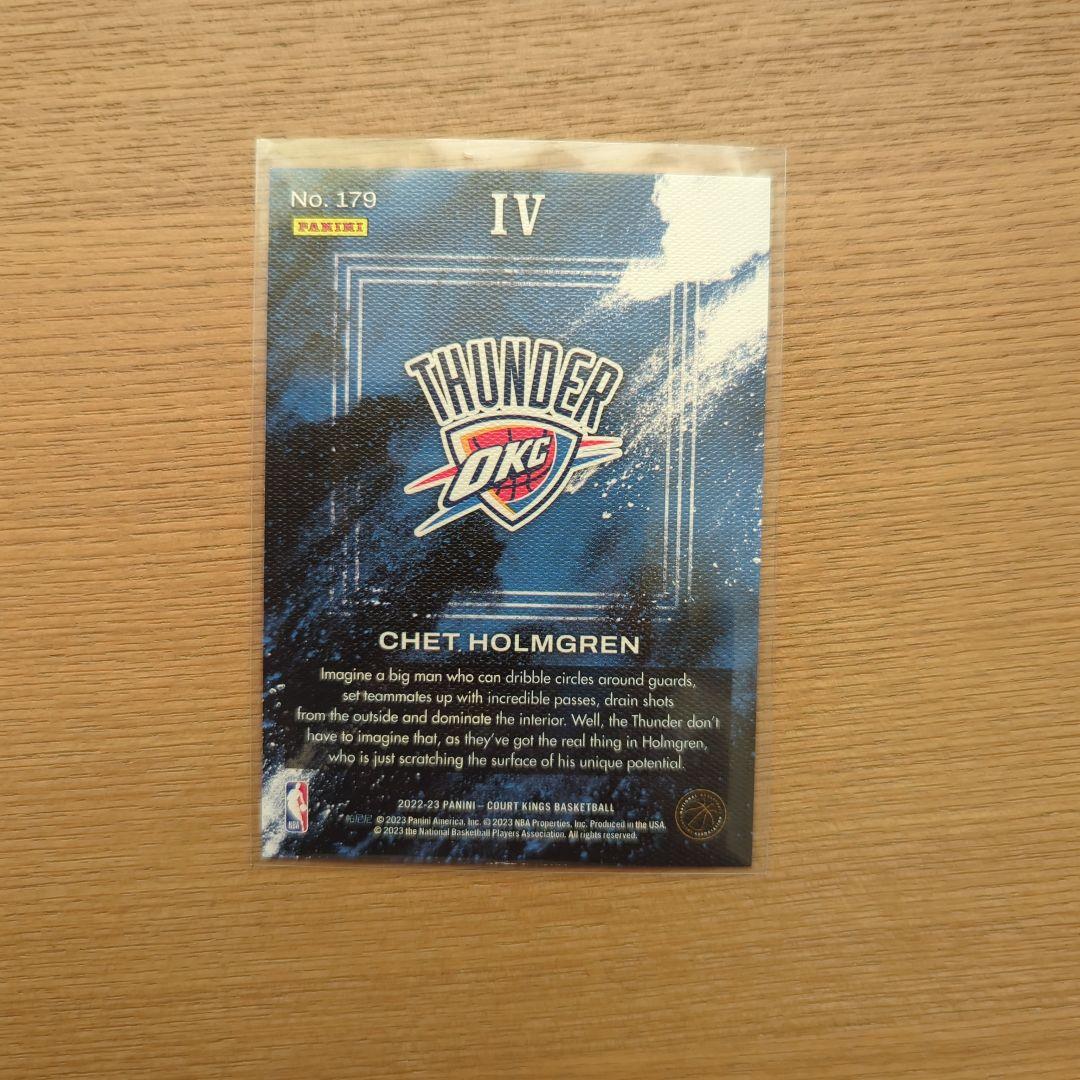 No. 179
PANINI
IV
THUNDER
OKC
CHET HOLMGREN
Imagine a big man who can dribble circles around guards,
set teammates up with incredible passes, drain shots
from the outside and dominate the interior. Well, the Thunder don't
have to imagine that, as they've got the real thing in Holmgren,
who is just scratching the surface of his unique potential.
2022-23 PANINI – COURT KINGS BASKETBALL
帕尼尼 © 2023 Panini America, Inc. © 2023 NBA Properties, Inc. Produced in the USA.
© 2023 the National Basketball Players Association. All rights reserved.
NBA